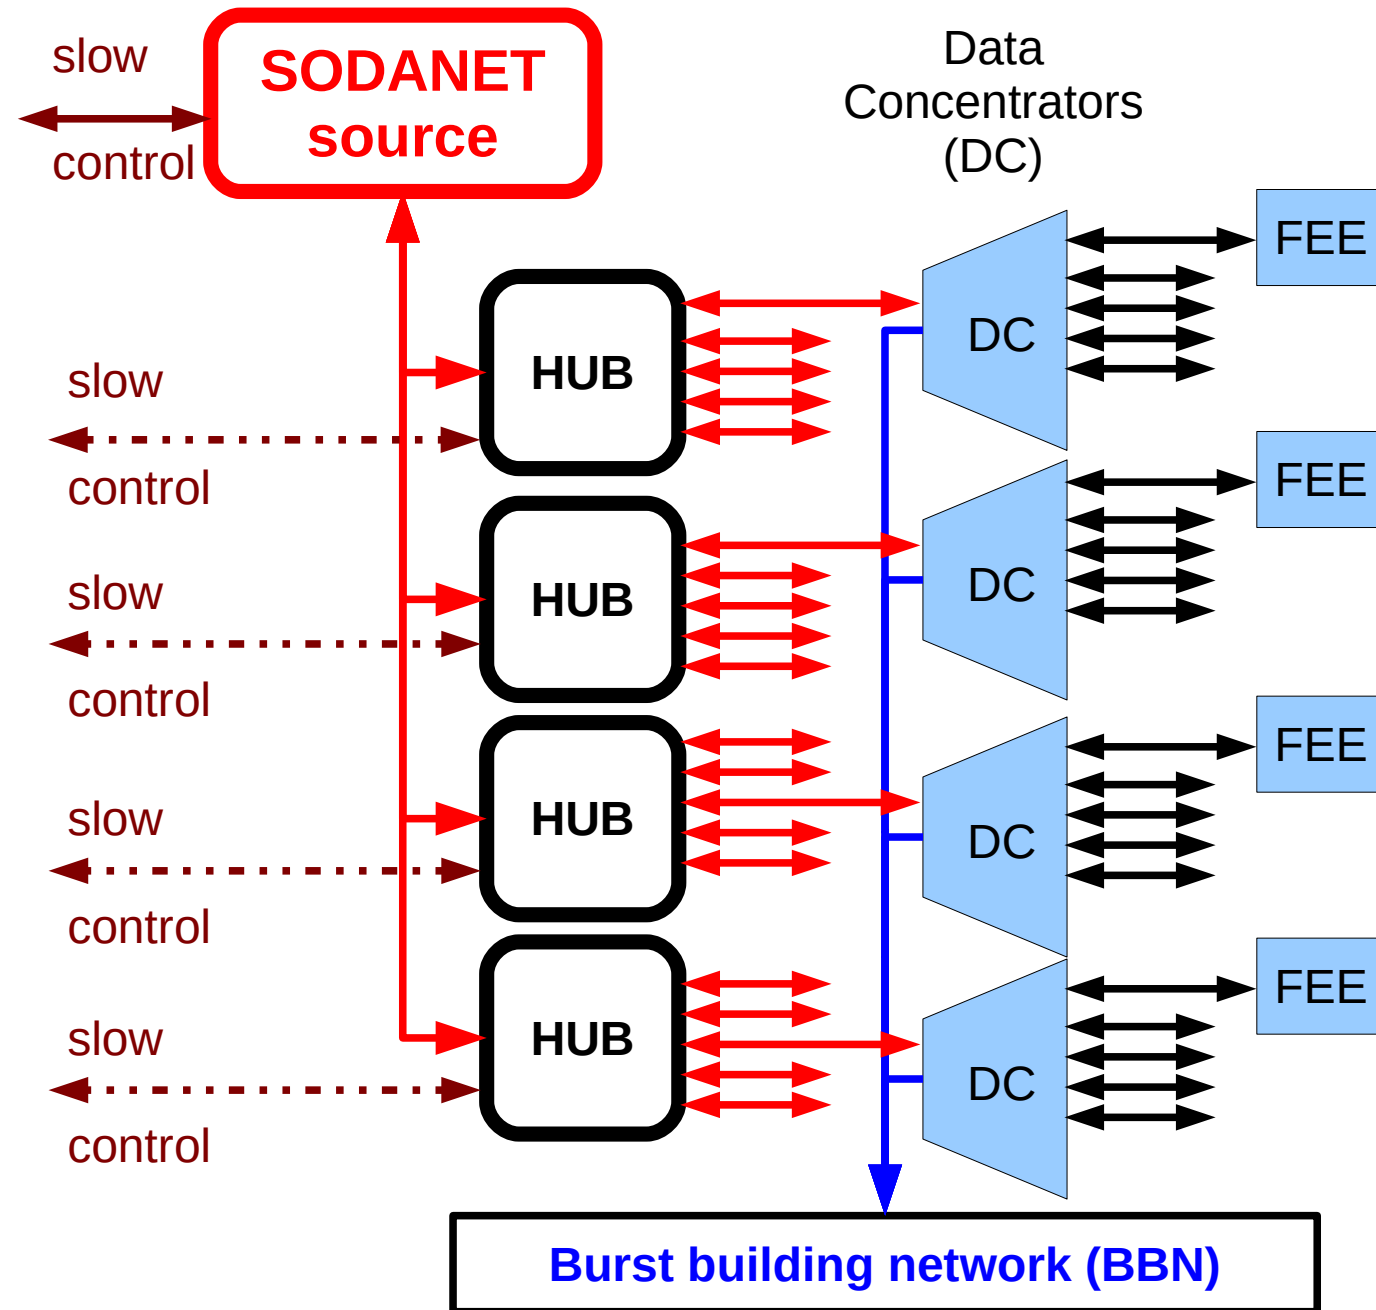 slow
control
SODANET
source
Data
Concentrators
(DC)
FEE
DC
HUB
slow
control
FEE
DC
HUB
slow
control
FEE
DC
HUB
slow
control
FEE
DC
HUB
slow
control
Burst building network (BBN)